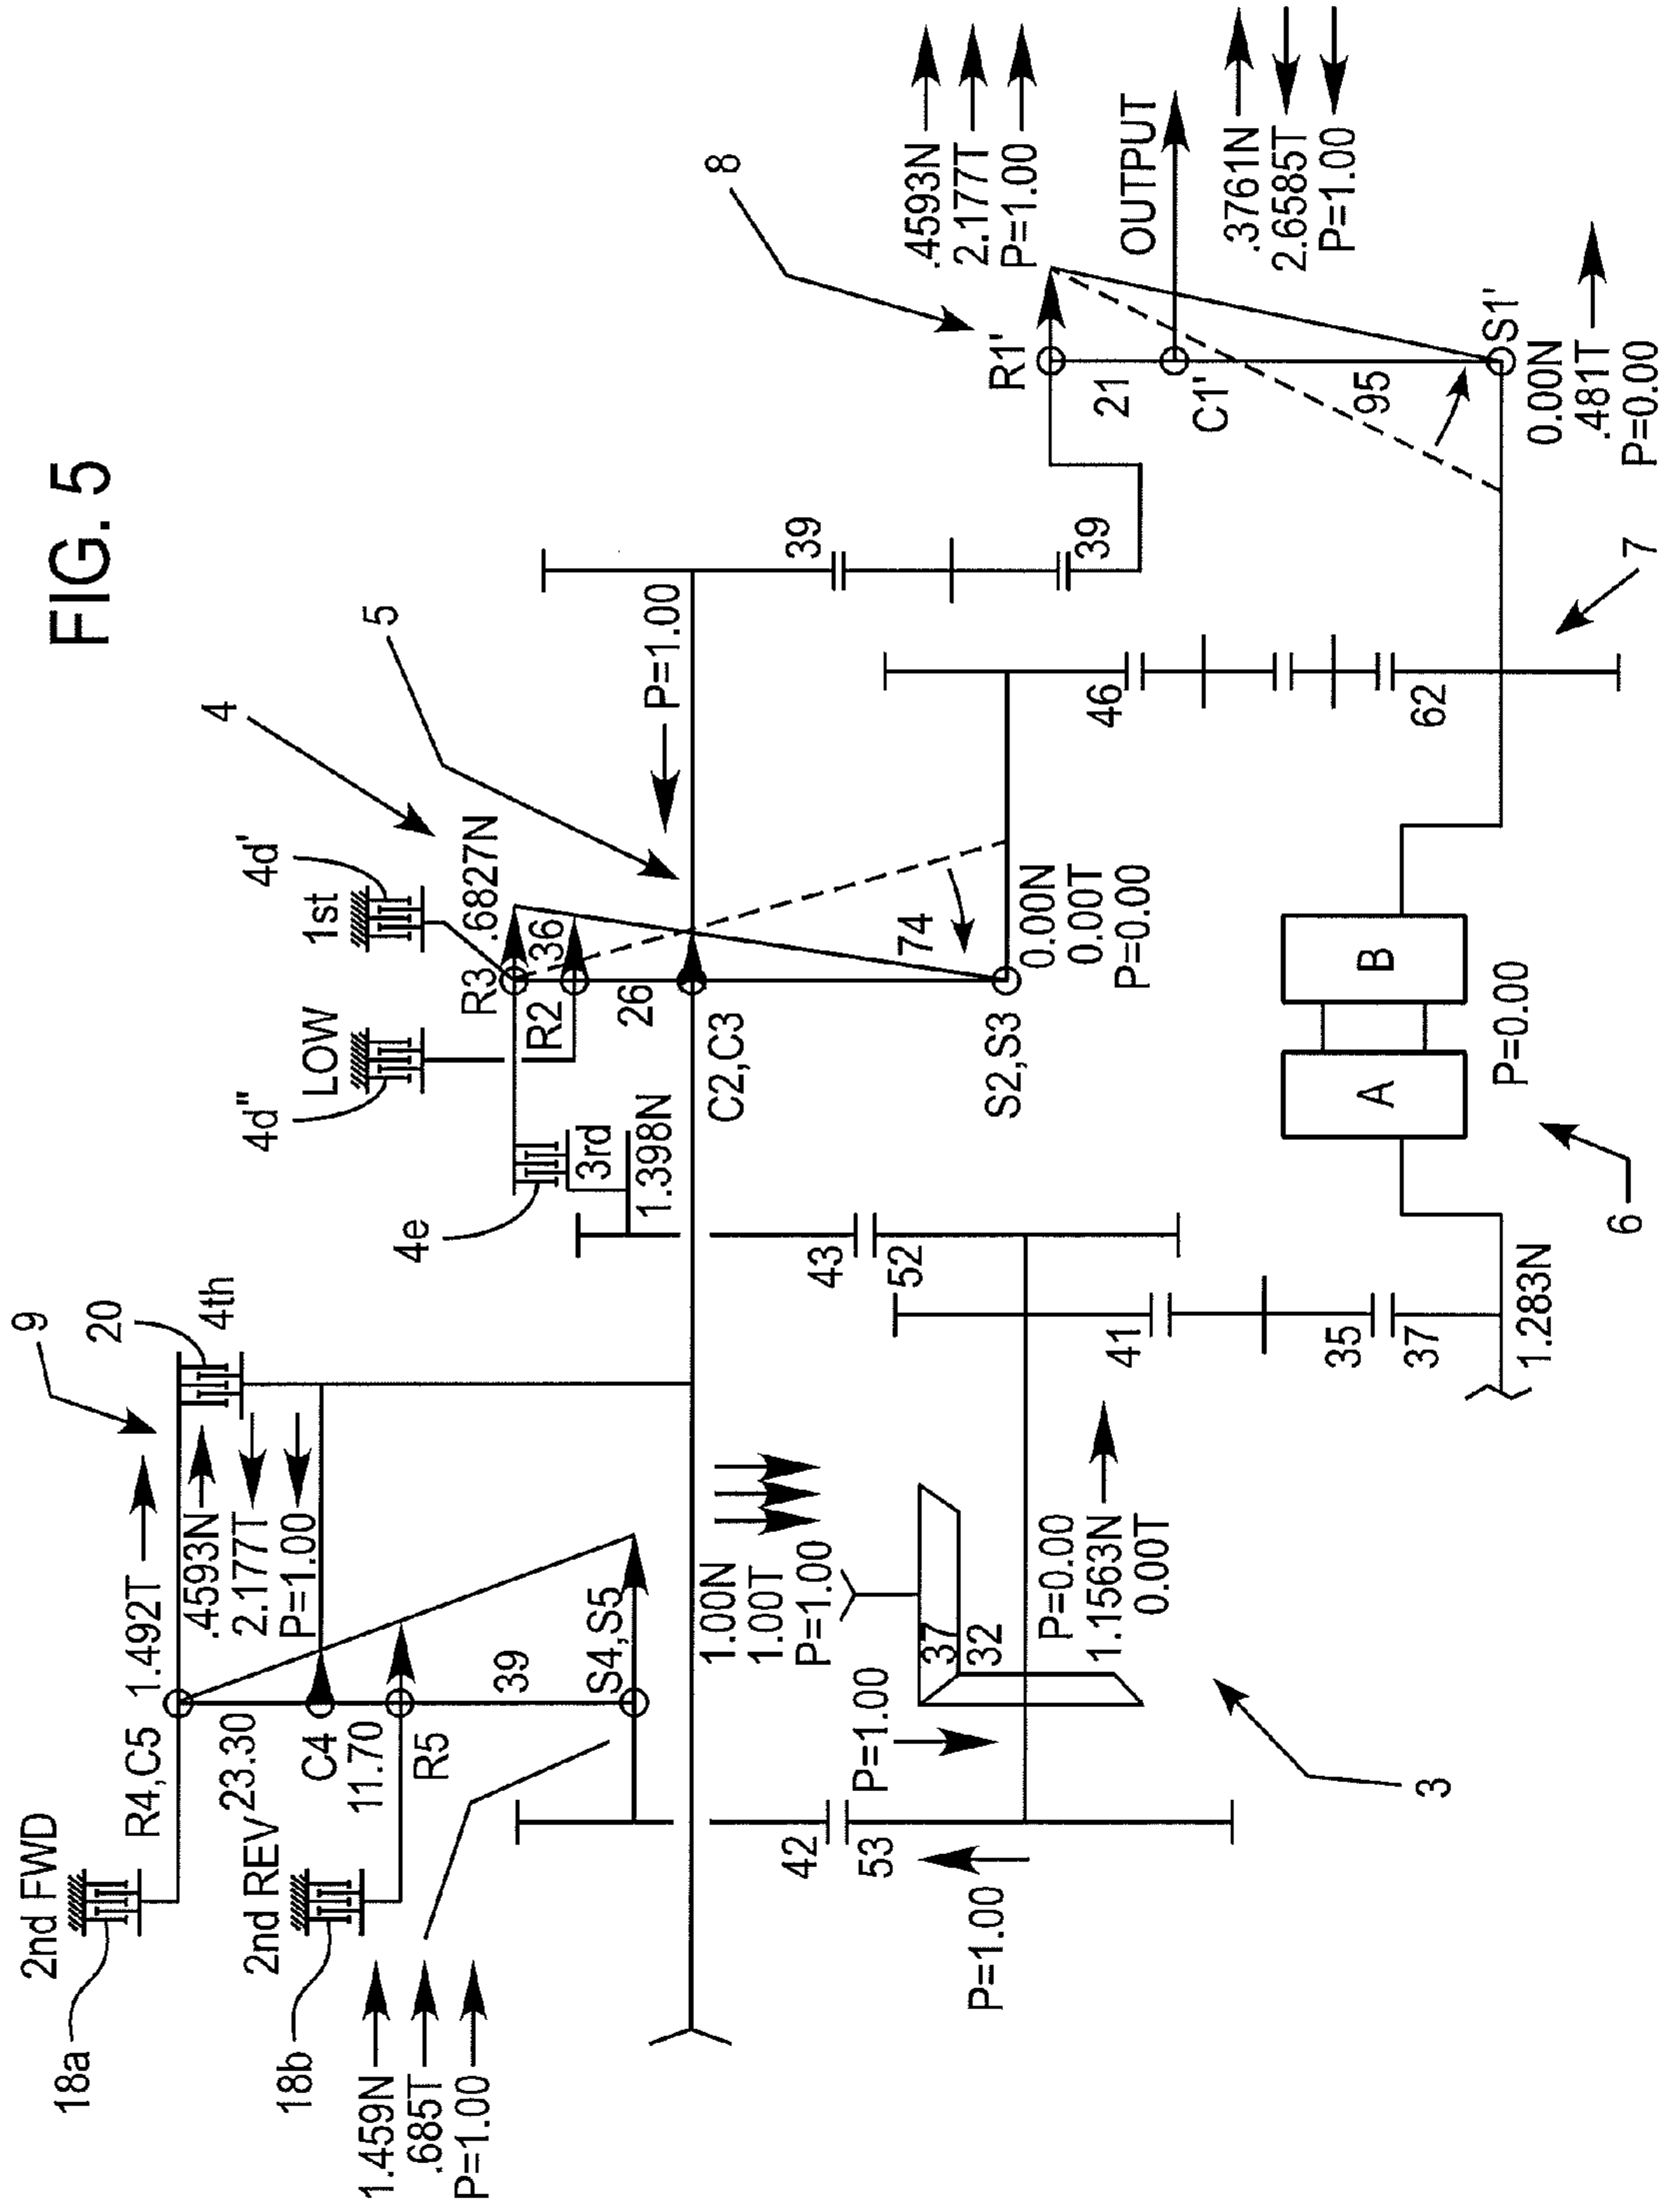 FIG. 5
2nd FWD
18a
R4,C5
1.492T
9
20
4th
23.30
C4
11.70
R5
39
S4,S5
.4593N
2.177T
P=1.00
2nd REV
18b
1.459N
.685T
P=1.00
4d"
LOW
1st
4d'
4
5
R3
.6827N
36
R2
26
C2,C3
74
S2,S3
0.00N
0.00T
P=0.00
4e
3rd
1.398N
P=1.00
39
39
8
.4593N
2.177T
P=1.00
R1'
21
C1'
OUTPUT
.3761N
2.6585T
P=1.00
95
S1'
0.00N
.481T
P=0.00
43
52
42
53
P=1.00
P=1.00
1.00N
1.00T
P=1.00
37
32
P=0.00
1.1563N
0.00T
41
35
37
1.283N
46
62
7
A
B
P=0.00
6
3